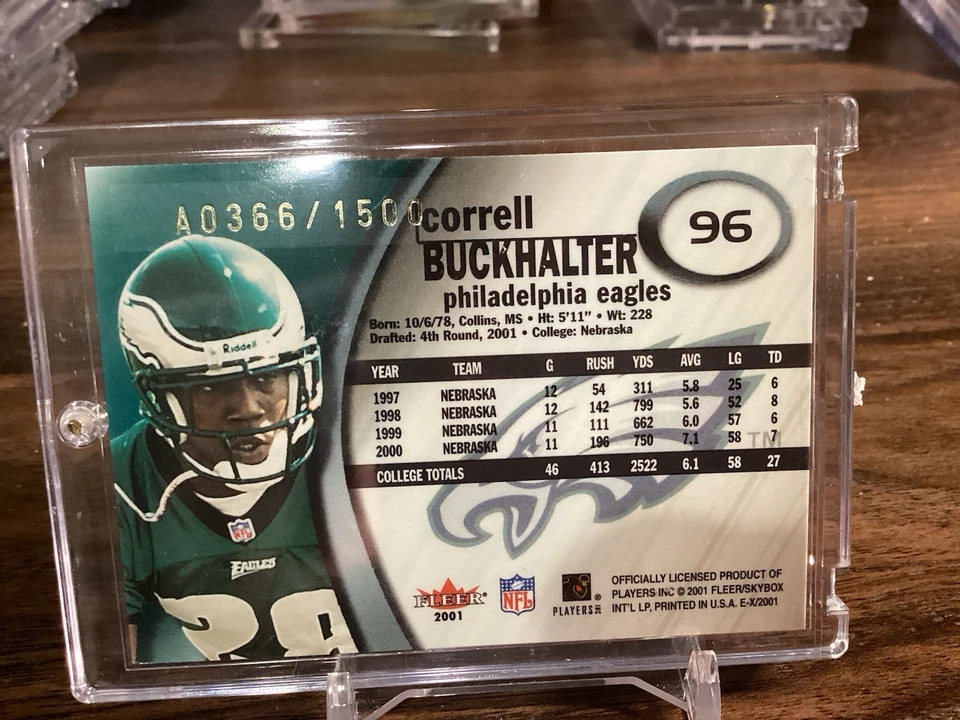 A0366/1500
correll
BUCKHALTER
96
philadelphia eagles
Born: 10/6/78, Collins, MS • Ht: 5'11" • Wt: 228
Drafted: 4th Round, 2001 • College: Nebraska
YEAR TEAM G RUSH YDS AVG LG TD
1997 NEBRASKA 12 54 311 5.8 25 6
1998 NEBRASKA 12 142 799 5.6 52 8
1999 NEBRASKA 11 111 662 6.0 57 6
2000 NEBRASKA 11 106 750 7.1 58 7
COLLEGE TOTALS 46 413 2522 6.1 58 27
TM
Riddell
NFL
EAGLES
28
FLEER®
2001
NFL
PLAYERS INC ®
OFFICIALLY LICENSED PRODUCT OF
PLAYERS INC © 2001 FLEER/SKYBOX
INT'L LP, PRINTED IN U.S.A. E-X/2001